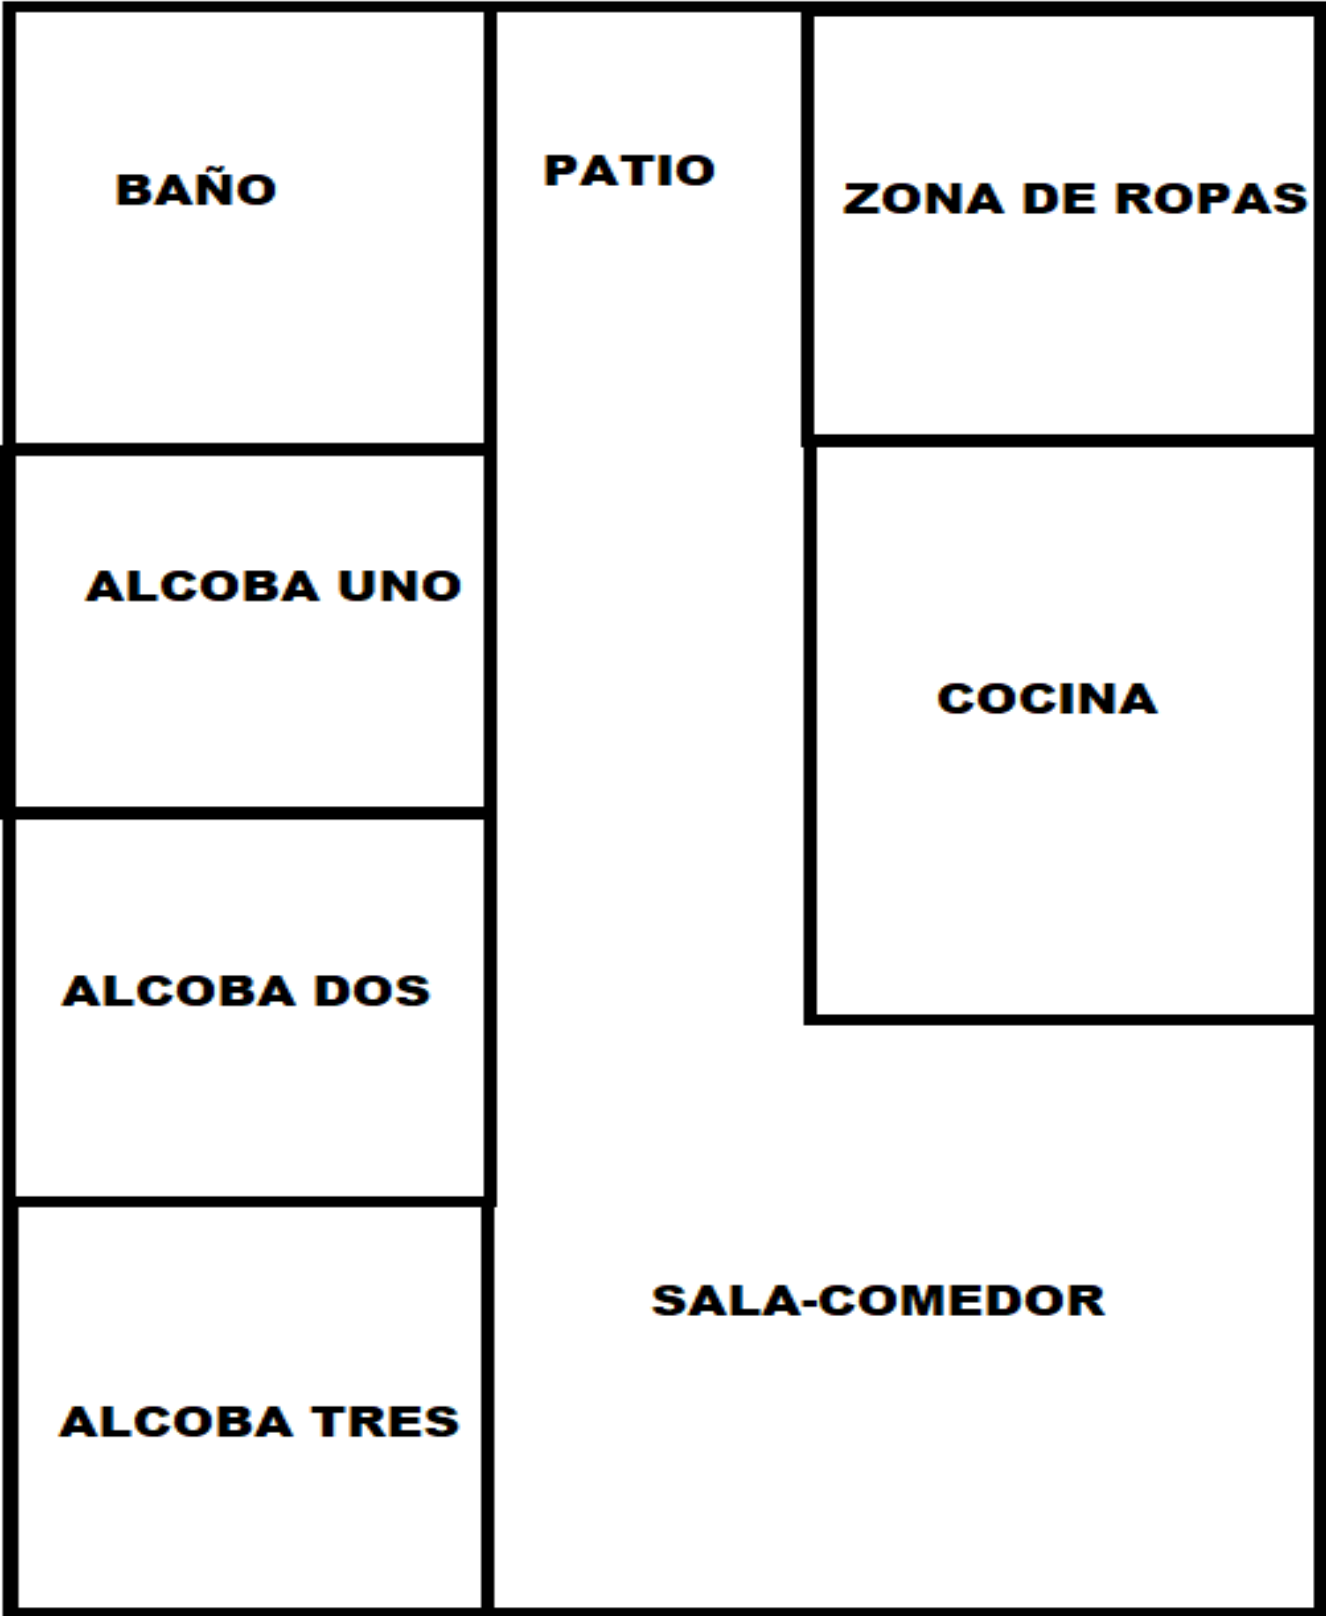 BAÑO
PATIO
ZONA DE ROPAS
ALCOBA UNO
COCINA
ALCOBA DOS
SALA-COMEDOR
ALCOBA TRES